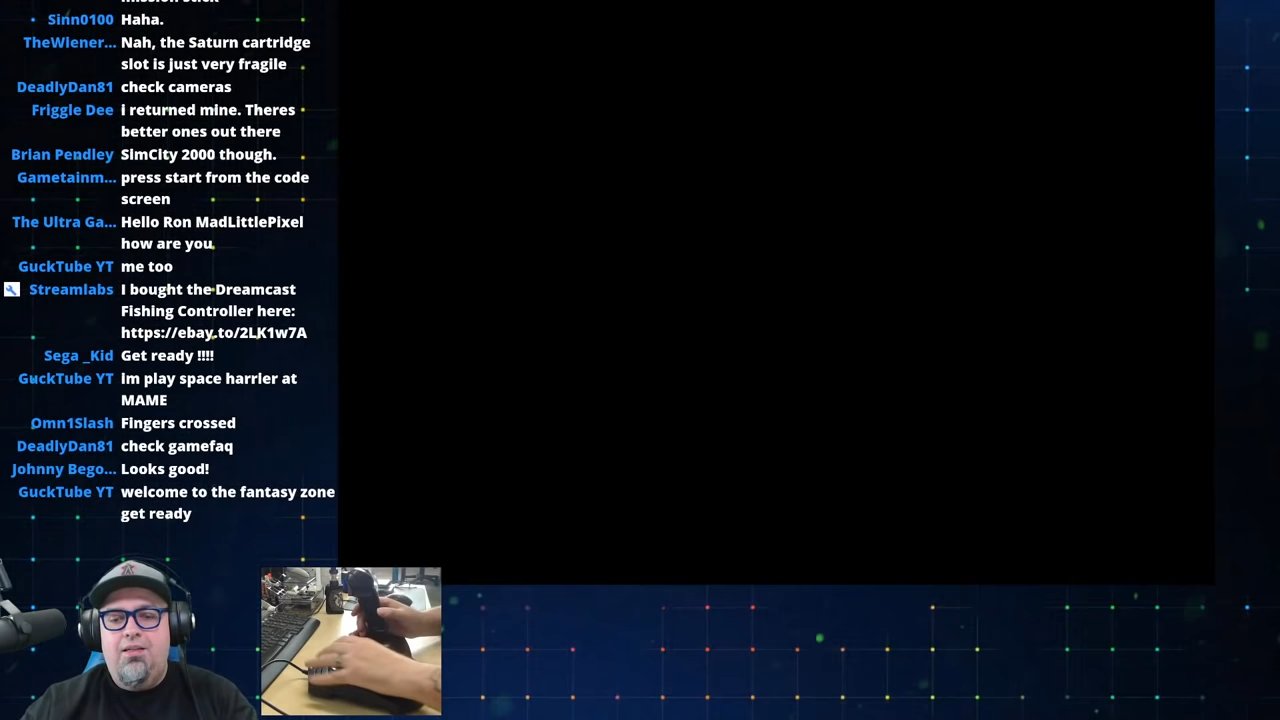 Sinn0100 Haha.
TheWiener... Nah, the Saturn cartridge
slot is just very fragile
DeadlyDan81 check cameras
Friggle Dee i returned mine. Theres
better ones out there
Brian Pendley SimCity 2000 though.
Gametainm... press start from the code
screen
The Ultra Ga... Hello Ron MadLittlePixel
how are you
GuckTube YT me too
Streamlabs I bought the Dreamcast
Fishing Controller here:
https://ebay.to/2LK1w7A
Sega _Kid Get ready !!!!
GuckTube YT im play space harrier at
MAME
Omn1Slash Fingers crossed
DeadlyDan81 check gamefaq
Johnny Bego... Looks good!
GuckTube YT welcome to the fantasy zone
get ready